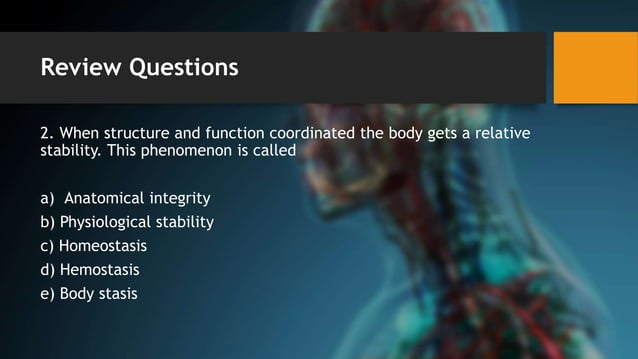 Review Questions
2. When structure and function coordinated the body gets a relative
stability. This phenomenon is called
a) Anatomical integrity
b) Physiological stability
c) Homeostasis
d) Hemostasis
e) Body stasis